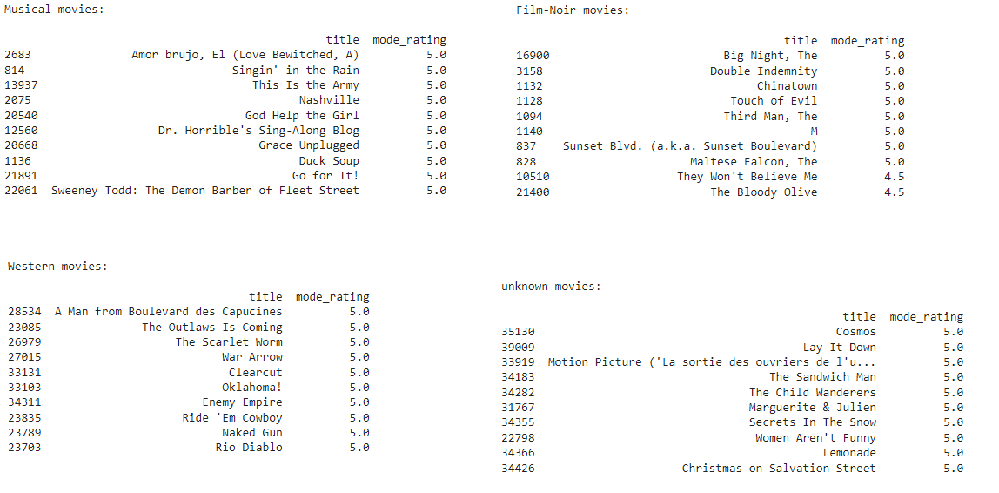 Musical movies:
title mode_rating
2683 Amor brujo, El (Love Bewitched, A) 5.0
814 Singin' in the Rain 5.0
13937 This Is the Army 5.0
2075 Nashville 5.0
20540 God Help the Girl 5.0
12560 Dr. Horrible's Sing-Along Blog 5.0
20668 Grace Unplugged 5.0
1136 Duck Soup 5.0
21891 Go for It! 5.0
22061 Sweeney Todd: The Demon Barber of Fleet Street 5.0
Film-Noir movies:
title mode_rating
16900 Big Night, The 5.0
3158 Double Indemnity 5.0
1132 Chinatown 5.0
1128 Touch of Evil 5.0
1094 Third Man, The 5.0
1140 M 5.0
837 Sunset Blvd. (a.k.a. Sunset Boulevard) 5.0
828 Maltese Falcon, The 5.0
10510 They Won't Believe Me 4.5
21400 The Bloody Olive 4.5
Western movies:
title mode_rating
28534 A Man from Boulevard des Capucines 5.0
23085 The Outlaws Is Coming 5.0
26979 The Scarlet Worm 5.0
27015 War Arrow 5.0
33131 Clearcut 5.0
33103 Oklahoma! 5.0
34311 Enemy Empire 5.0
23835 Ride 'Em Cowboy 5.0
23789 Naked Gun 5.0
23703 Rio Diablo 5.0
unknown movies:
title mode_rating
35130 Cosmos 5.0
39009 Lay It Down 5.0
33919 Motion Picture ('La sortie des ouvriers de l'u... 5.0
34183 The Sandwich Man 5.0
34282 The Child Wanderers 5.0
31767 Marguerite & Julien 5.0
34355 Secrets In The Snow 5.0
22798 Women Aren't Funny 5.0
34366 Lemonade 5.0
34426 Christmas on Salvation Street 5.0